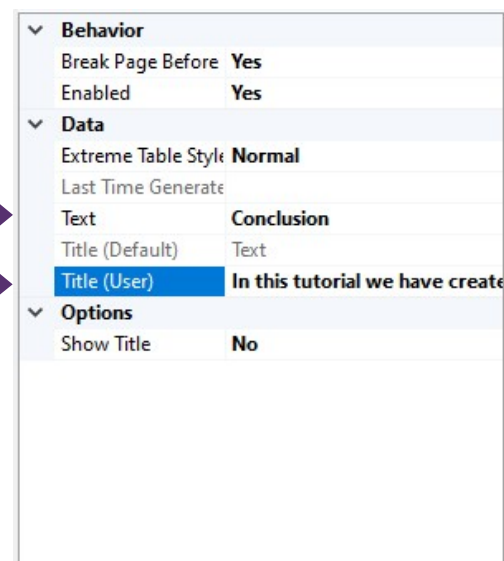 Behavior
Break Page Before Yes
Enabled Yes
Data
Extreme Table Style Normal
Last Time Generate
Text Conclusion
Title (Default) Text
Title (User) In this tutorial we have create
Options
Show Title No